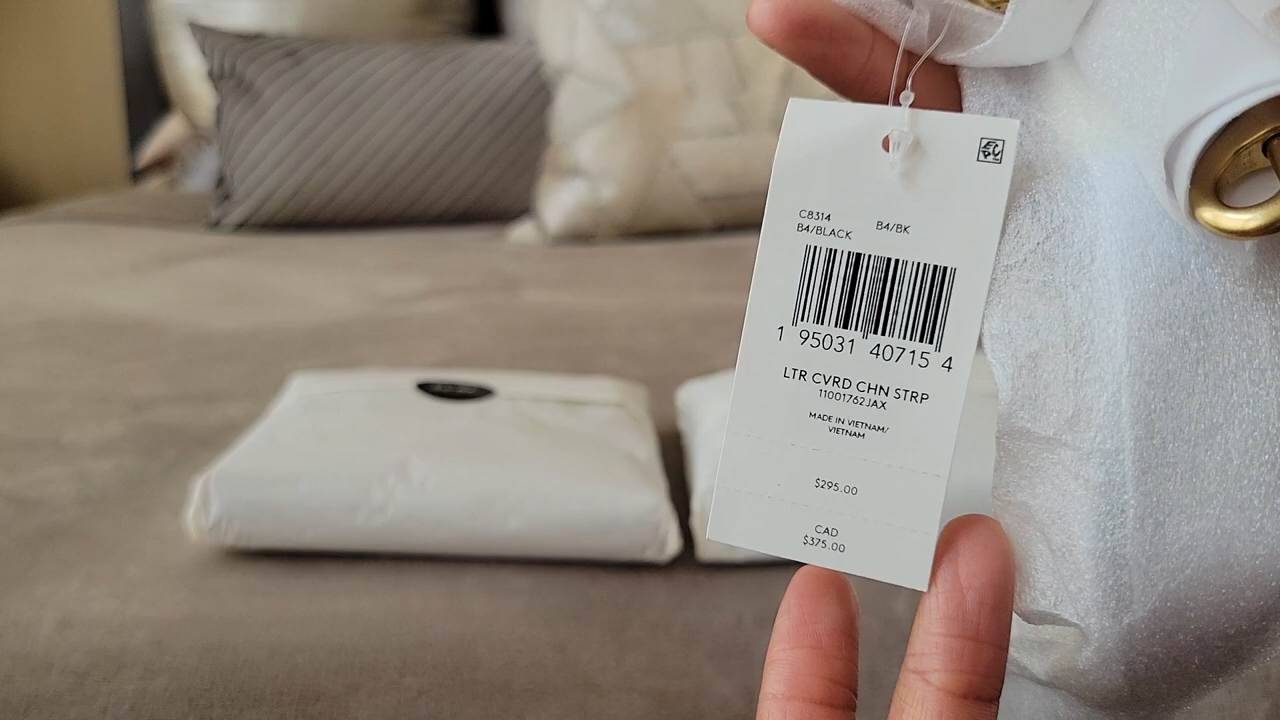 C8314 B4/BK
B4/BLACK
1 95031 40715 4
LTR CVRD CHN STRP
11001762JAX
MADE IN VIETNAM/
VIETNAM
$295.00
CAD
$375.00